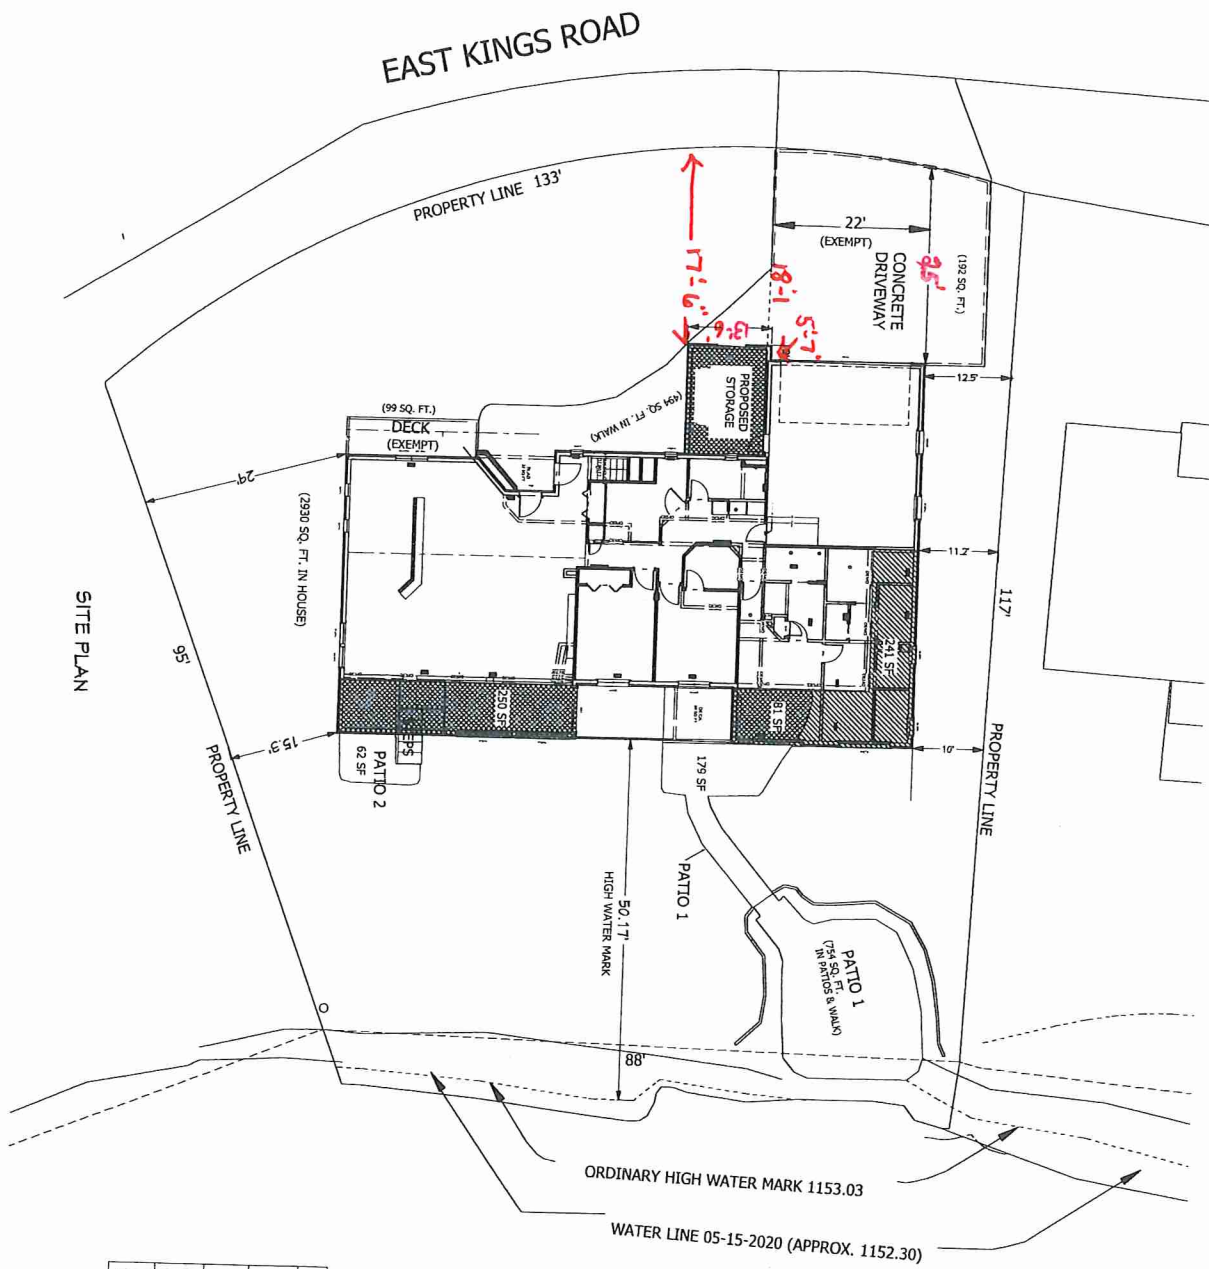 EAST KINGS ROAD
PROPERTY LINE 133'
22'
(EXEMPT)
CONCRETE
DRIVEWAY
25'
(192 SQ. FT.)
17'-6"
18'-1
13'-6"
5'-7"
PROPOSED
STORAGE
12.5'
(494 SQ. FT. IN WALK)
(99 SQ. FT.)
DECK
(EXEMPT)
29'
(2930 SQ. FT. IN HOUSE)
11.2'
117'
SITE PLAN
95'
241 SF
250 SF
81 SF
DECK
STEPS
15.3'
PATIO 2
62 SF
179 SF
10'
PROPERTY LINE
PROPERTY LINE
PATIO 1
50.17'
HIGH WATER MARK
PATIO 1
(754 SQ. FT.
IN PATIOS & WALK)
88'
ORDINARY HIGH WATER MARK 1153.03
WATER LINE 05-15-2020 (APPROX. 1152.30)